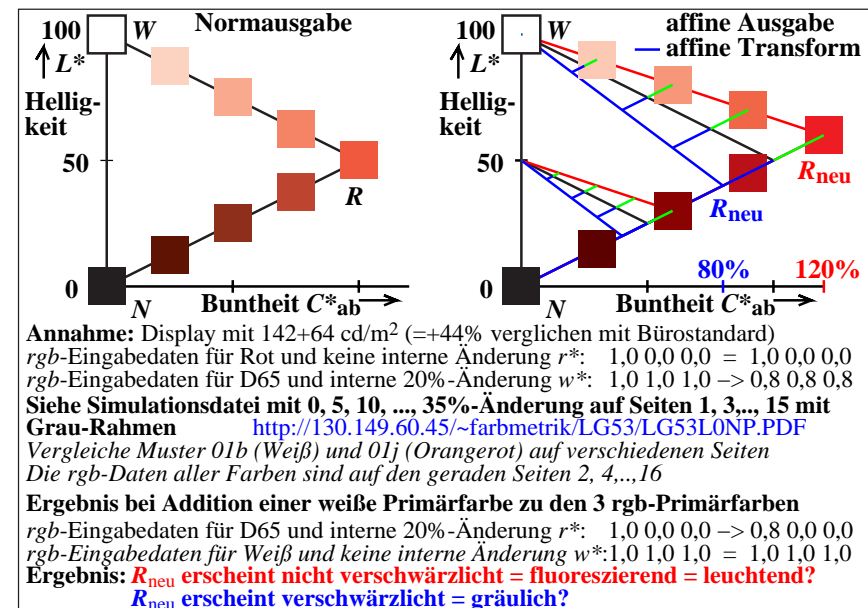 100 W Normausgabe
L*
Hellig-
keit
50
R
0
N Buntheit C*ab
100 W affine Ausgabe
L* affine Transform
Hellig-
keit
50
Rneu
Rneu
80% 120%
0
N Buntheit C*ab
Annahme: Display mit 142+64 cd/m² (=+44% verglichen mit Bürostandard)
rgb-Eingabedaten für Rot und keine interne Änderung r*: 1,0 0,0 0,0 = 1,0 0,0 0,0
rgb-Eingabedaten für D65 und interne 20%-Änderung w*: 1,0 1,0 1,0 –> 0,8 0,8 0,8
Siehe Simulationsdatei mit 0, 5, 10, ..., 35%-Änderung auf Seiten 1, 3,.., 15 mit
Grau-Rahmen http://130.149.60.45/~farbmetrik/LG53/LG53L0NP.PDF
Vergleiche Muster 01b (Weiß) und 01j (Orangerot) auf verschiedenen Seiten
Die rgb-Daten aller Farben sind auf den geraden Seiten 2, 4,..,16
Ergebnis bei Addition einer weiße Primärfarbe zu den 3 rgb-Primärfarben
rgb-Eingabedaten für D65 und interne 20%-Änderung r*: 1,0 0,0 0,0 –> 0,8 0,0 0,0
rgb-Eingabedaten für Weiß und keine interne Änderung w*:1,0 1,0 1,0 = 1,0 1,0 1,0
Ergebnis: Rneu erscheint nicht verschwärzlicht = fluoreszierend = leuchtend?
Rneu erscheint verschwärzlicht = gräulich?